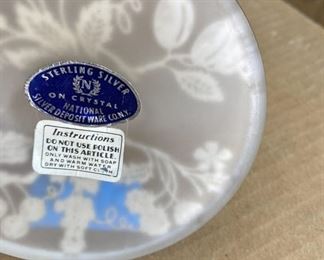 STERLING SILVER
N
ON CRYSTAL
NATIONAL
SILVER DEPOSIT WARE CO. N.Y.
Instructions
DO NOT USE POLISH
ON THIS ARTICLE.
ONLY WASH WITH SOAP
AND WARM WATER
DRY WITH SOFT CLOTH